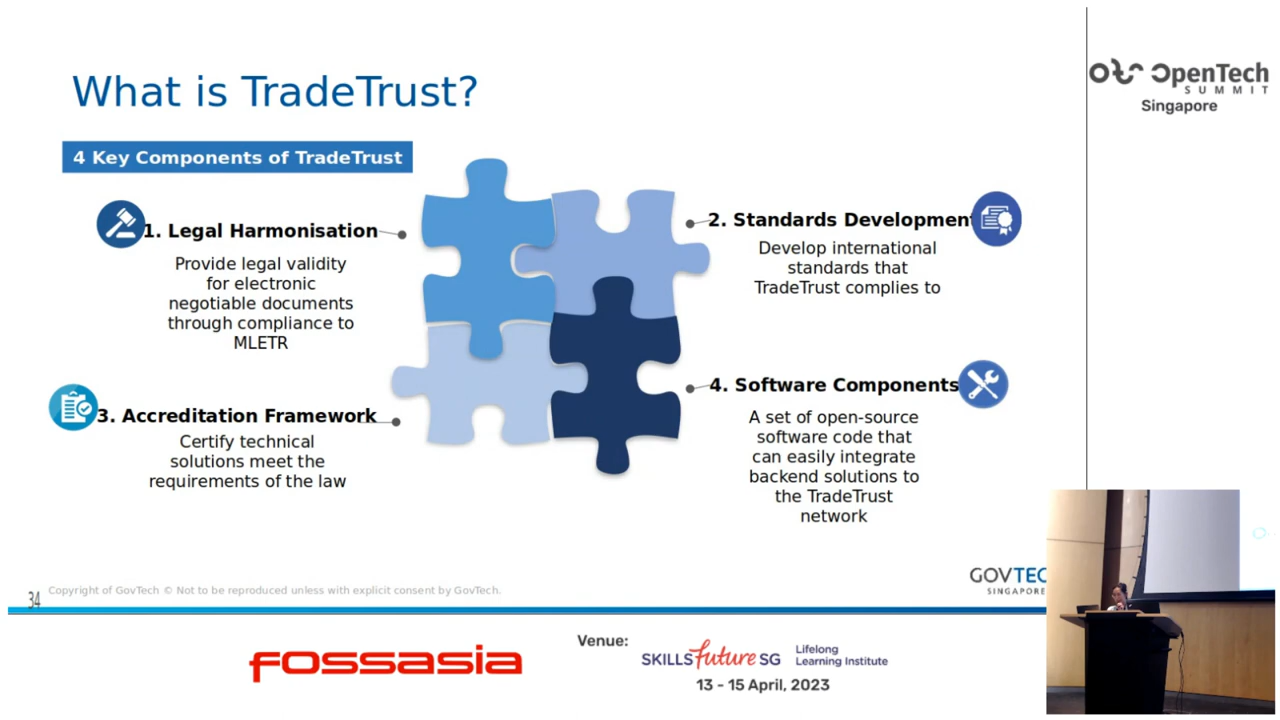 What is TradeTrust?
4 Key Components of TradeTrust
1. Legal Harmonisation
Provide legal validity
for electronic
negotiable documents
through compliance to
MLETR
2. Standards Development
Develop international
standards that
TradeTrust complies to
3. Accreditation Framework
Certify technical
solutions meet the
requirements of the law
4. Software Components
A set of open-source
software code that
can easily integrate
backend solutions to
the TradeTrust
network
34
Copyright of GovTech © Not to be reproduced unless with explicit consent by GovTech.
GOVTEC
SINGAPORE
OpenTech
SUMMIT
Singapore
fossasia
Venue:
SKILLS future SG
Lifelong
Learning Institute
13 - 15 April, 2023